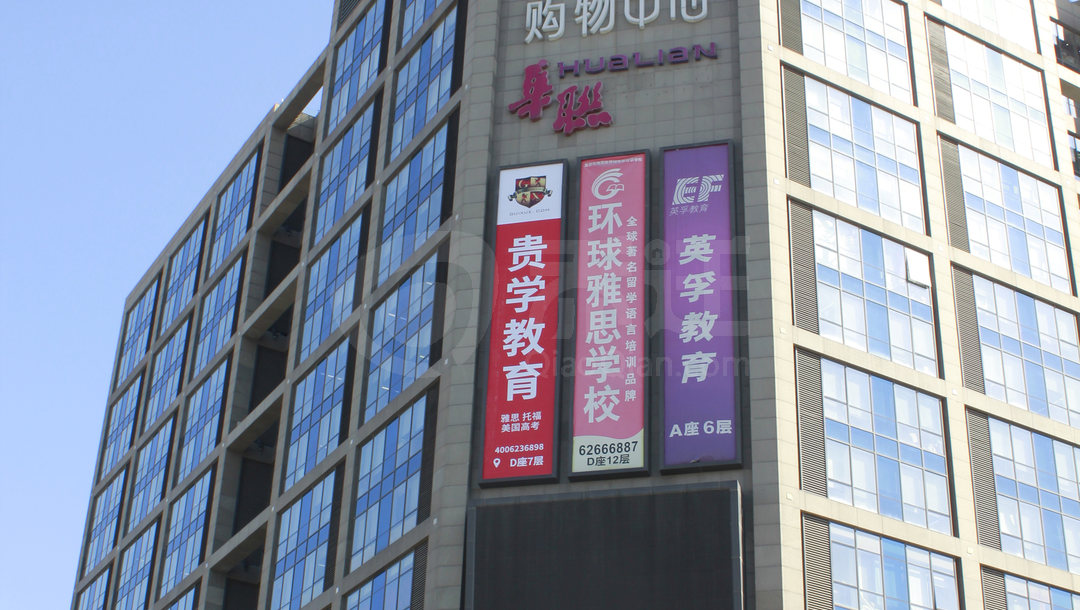 购物中心
HUALIAN
華聯
贵学教育
雅思 托福
美国高考
4006236898
D座7层
环球雅思学校
全球著名留学语言培训品牌
62666887
D座12层
EF
英孚教育
英孚教育
A座 6层